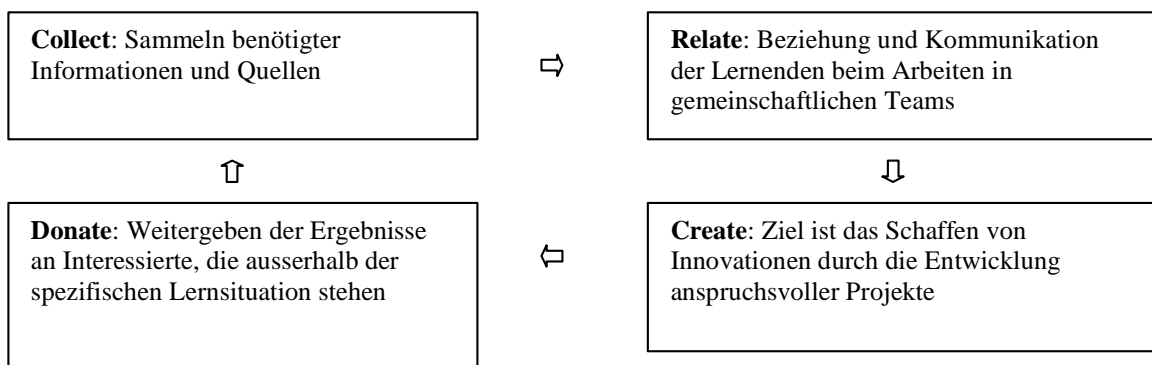 Collect: Sammeln benötigter
Informationen und Quellen
Relate: Beziehung und Kommunikation
der Lernenden beim Arbeiten in
gemeinschaftlichen Teams
Donate: Weitergeben der Ergebnisse
an Interessierte, die ausserhalb der
spezifischen Lernsituation stehen
Create: Ziel ist das Schaffen von
Innovationen durch die Entwicklung
anspruchsvoller Projekte